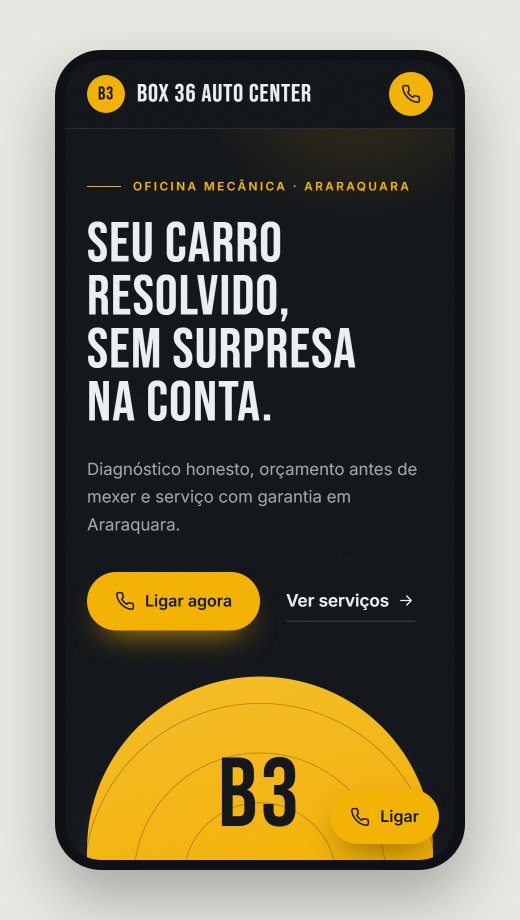 B3 BOX 36 AUTO CENTER
OFICINA MECÂNICA · ARARAQUARA
SEU CARRO
RESOLVIDO,
SEM SURPRESA
NA CONTA.
Diagnóstico honesto, orçamento antes de
mexer e serviço com garantia em
Araraquara.
Ligar agora
Ver serviços →
B3
Ligar